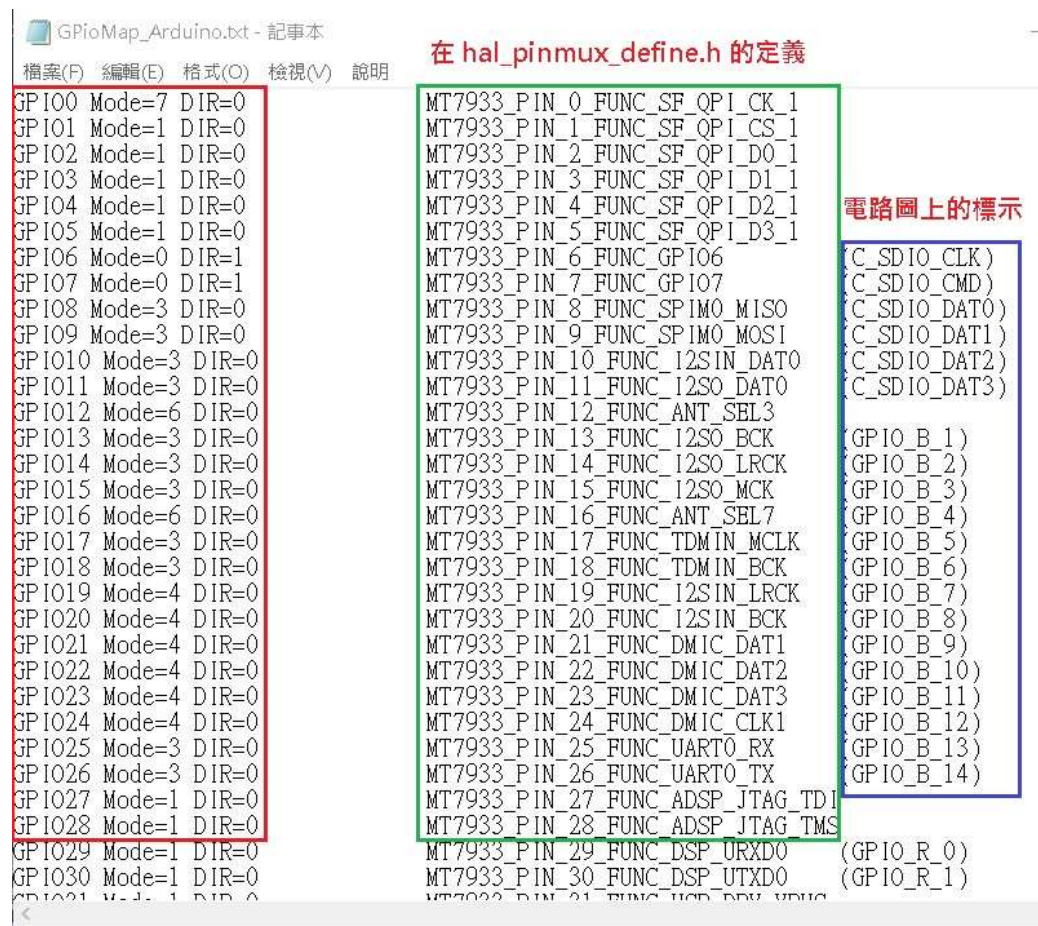 GPioMap_Arduino.txt - 記事本
在 hal_pinmux_define.h 的定義
檔案(F) 編輯(E) 格式(O) 檢視(V) 說明
GPIO0 Mode=7 DIR=0 MT7933_PIN_0_FUNC_SF_QPI_CK_1
GPIO1 Mode=1 DIR=0 MT7933_PIN_1_FUNC_SF_QPI_CS_1
GPIO2 Mode=1 DIR=0 MT7933_PIN_2_FUNC_SF_QPI_D0_1
GPIO3 Mode=1 DIR=0 MT7933_PIN_3_FUNC_SF_QPI_D1_1
GPIO4 Mode=1 DIR=0 MT7933_PIN_4_FUNC_SF_QPI_D2_1
電路圖上的標示
GPIO5 Mode=1 DIR=0 MT7933_PIN_5_FUNC_SF_QPI_D3_1
GPIO6 Mode=0 DIR=1 MT7933_PIN_6_FUNC_GPIO6 (C_SDIO_CLK)
GPIO7 Mode=0 DIR=1 MT7933_PIN_7_FUNC_GPIO7 (C_SDIO_CMD)
GPIO8 Mode=3 DIR=0 MT7933_PIN_8_FUNC_SPIM0_MISO (C_SDIO_DAT0)
GPIO9 Mode=3 DIR=0 MT7933_PIN_9_FUNC_SPIM0_MOSI (C_SDIO_DAT1)
GPIO10 Mode=3 DIR=0 MT7933_PIN_10_FUNC_I2SIN_DAT0 (C_SDIO_DAT2)
GPIO11 Mode=3 DIR=0 MT7933_PIN_11_FUNC_I2SO_DAT0 (C_SDIO_DAT3)
GPIO12 Mode=6 DIR=0 MT7933_PIN_12_FUNC_ANT_SEL3
GPIO13 Mode=3 DIR=0 MT7933_PIN_13_FUNC_I2SO_BCK (GPIO_B_1)
GPIO14 Mode=3 DIR=0 MT7933_PIN_14_FUNC_I2SO_LRCK (GPIO_B_2)
GPIO15 Mode=3 DIR=0 MT7933_PIN_15_FUNC_I2SO_MCK (GPIO_B_3)
GPIO16 Mode=6 DIR=0 MT7933_PIN_16_FUNC_ANT_SEL7 (GPIO_B_4)
GPIO17 Mode=3 DIR=0 MT7933_PIN_17_FUNC_TDMIN_MCLK (GPIO_B_5)
GPIO18 Mode=3 DIR=0 MT7933_PIN_18_FUNC_TDMIN_BCK (GPIO_B_6)
GPIO19 Mode=4 DIR=0 MT7933_PIN_19_FUNC_I2SIN_LRCK (GPIO_B_7)
GPIO20 Mode=4 DIR=0 MT7933_PIN_20_FUNC_I2SIN_BCK (GPIO_B_8)
GPIO21 Mode=4 DIR=0 MT7933_PIN_21_FUNC_DMIC_DAT1 (GPIO_B_9)
GPIO22 Mode=4 DIR=0 MT7933_PIN_22_FUNC_DMIC_DAT2 (GPIO_B_10)
GPIO23 Mode=4 DIR=0 MT7933_PIN_23_FUNC_DMIC_DAT3 (GPIO_B_11)
GPIO24 Mode=4 DIR=0 MT7933_PIN_24_FUNC_DMIC_CLK1 (GPIO_B_12)
GPIO25 Mode=3 DIR=0 MT7933_PIN_25_FUNC_UART0_RX (GPIO_B_13)
GPIO26 Mode=3 DIR=0 MT7933_PIN_26_FUNC_UART0_TX (GPIO_B_14)
GPIO27 Mode=1 DIR=0 MT7933_PIN_27_FUNC_ADSP_JTAG_TDI
GPIO28 Mode=1 DIR=0 MT7933_PIN_28_FUNC_ADSP_JTAG_TMS
GPIO29 Mode=1 DIR=0 MT7933_PIN_29_FUNC_DSP_URXD0 (GPIO_R_0)
GPIO30 Mode=1 DIR=0 MT7933_PIN_30_FUNC_DSP_UTXD0 (GPIO_R_1)